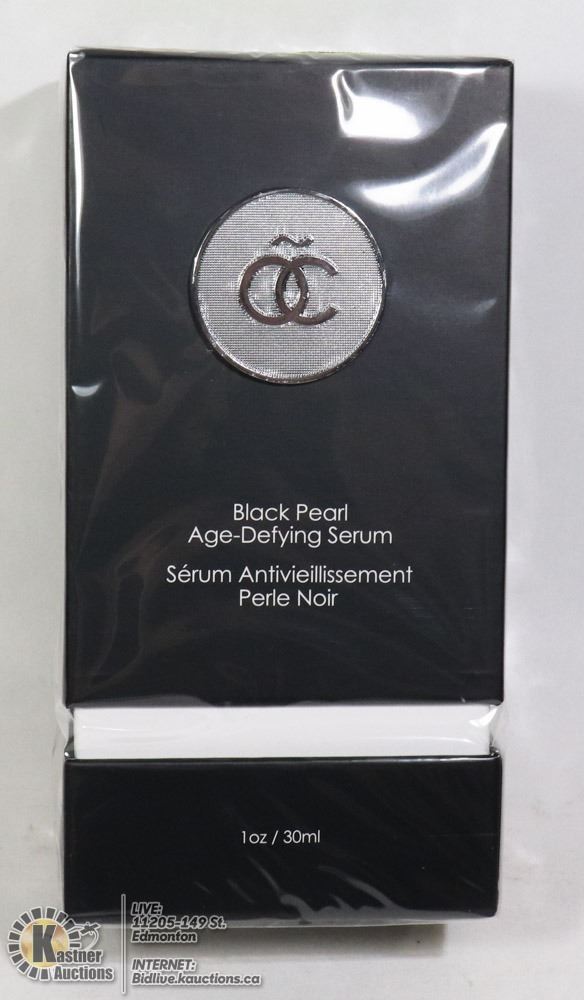 ÕC
Black Pearl
Age-Defying Serum
Sérum Antivieillissement
Perle Noir
1oz / 30ml
Kastner
Auctions
LIVE:
11205-149 St.
Edmonton
INTERNET:
Bidlive.kauctions.ca